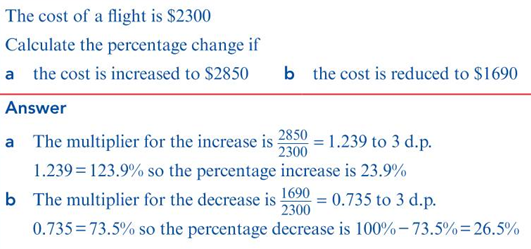 The cost of a flight is $2300
Calculate the percentage change if
a the cost is increased to $2850 b the cost is reduced to $1690
Answer
a The multiplier for the increase is 2850/2300 = 1.239 to 3 d.p.
1.239 = 123.9% so the percentage increase is 23.9%
b The multiplier for the decrease is 1690/2300 = 0.735 to 3 d.p.
0.735 = 73.5% so the percentage decrease is 100% − 73.5% = 26.5%